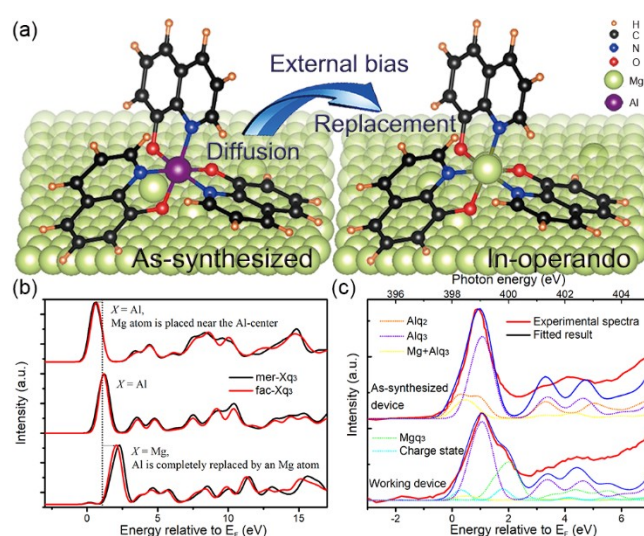 (a)
External bias
Replacement
Diffusion
As-synthesized
In-operando
H
C
N
O
Mg
Al
(b)
X = Al,
Mg atom is placed near the Al-center
X = Al
mer-Xq3
fac-Xq3
X = Mg,
Al is completely replaced by an Mg atom
Intensity (a.u.)
0 5 10 15
Energy relative to EF (eV)
(c)
Photon energy (eV)
396 398 400 402 404
Alq2
Alq3
Mg+Alq3
Experimental spectra
Fitted result
As-synthesized
device
Mgq3
Charge state
Working device
Intensity (a.u.)
-2 0 2 4 6
Energy relative to EF (eV)